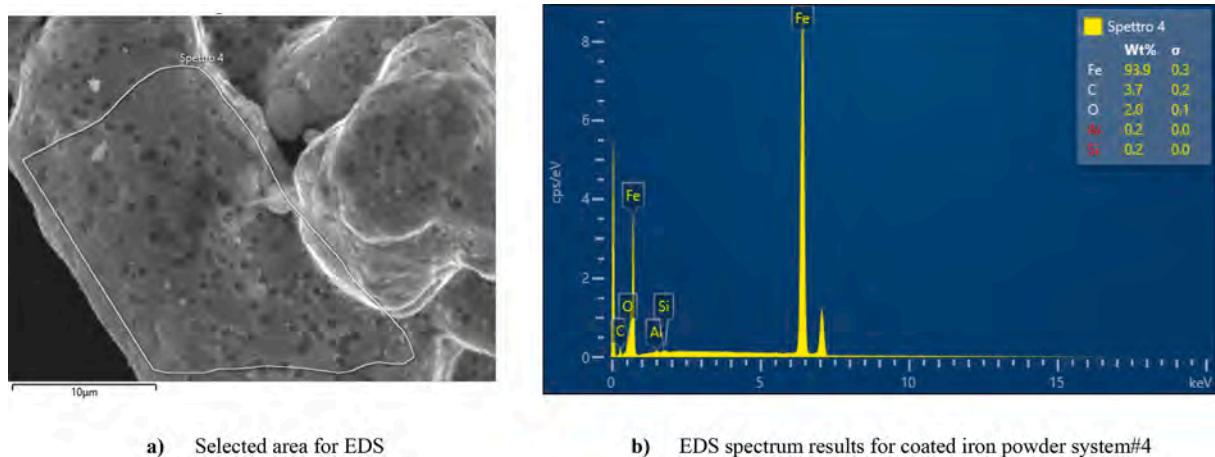 Spettro 4
10µm
Fe
Fe
O
Si
C
Al
8
6
4
2
0
cps/eV
0 5 10 15 keV
Spettro 4
Wt% σ
Fe 93.9 0.3
C 3.7 0.2
O 2.0 0.1
Al 0.2 0.0
Si 0.2 0.0
a) Selected area for EDS
b) EDS spectrum results for coated iron powder system#4